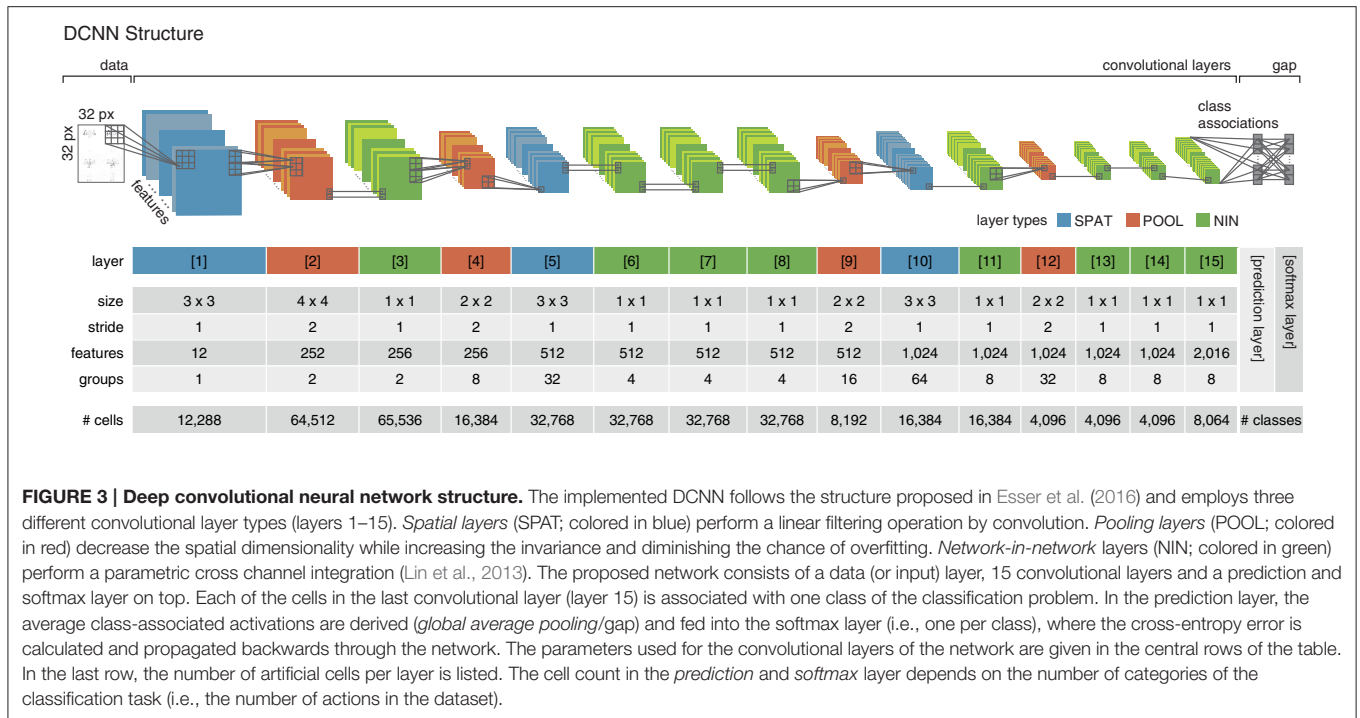 DCNN Structure
data convolutional layers gap
32 px
32 px
features
class
associations
layer types SPAT POOL NIN
layer [1] [2] [3] [4] [5] [6] [7] [8] [9] [10] [11] [12] [13] [14] [15] [prediction layer] [softmax layer]
size 3 x 3 4 x 4 1 x 1 2 x 2 3 x 3 1 x 1 1 x 1 1 x 1 2 x 2 3 x 3 1 x 1 2 x 2 1 x 1 1 x 1 1 x 1
stride 1 2 1 2 1 1 1 1 2 1 1 2 1 1 1
features 12 252 256 256 512 512 512 512 512 1,024 1,024 1,024 1,024 1,024 2,016
groups 1 2 2 8 32 4 4 4 16 64 8 32 8 8 8
# cells 12,288 64,512 65,536 16,384 32,768 32,768 32,768 32,768 8,192 16,384 16,384 4,096 4,096 4,096 8,064 # classes
FIGURE 3 | Deep convolutional neural network structure. The implemented DCNN follows the structure proposed in Esser et al. (2016) and employs three
different convolutional layer types (layers 1–15). Spatial layers (SPAT; colored in blue) perform a linear filtering operation by convolution. Pooling layers (POOL; colored
in red) decrease the spatial dimensionality while increasing the invariance and diminishing the chance of overfitting. Network-in-network layers (NIN; colored in green)
perform a parametric cross channel integration (Lin et al., 2013). The proposed network consists of a data (or input) layer, 15 convolutional layers and a prediction and
softmax layer on top. Each of the cells in the last convolutional layer (layer 15) is associated with one class of the classification problem. In the prediction layer, the
average class-associated activations are derived (global average pooling/gap) and fed into the softmax layer (i.e., one per class), where the cross-entropy error is
calculated and propagated backwards through the network. The parameters used for the convolutional layers of the network are given in the central rows of the table.
In the last row, the number of artificial cells per layer is listed. The cell count in the prediction and softmax layer depends on the number of categories of the
classification task (i.e., the number of actions in the dataset).